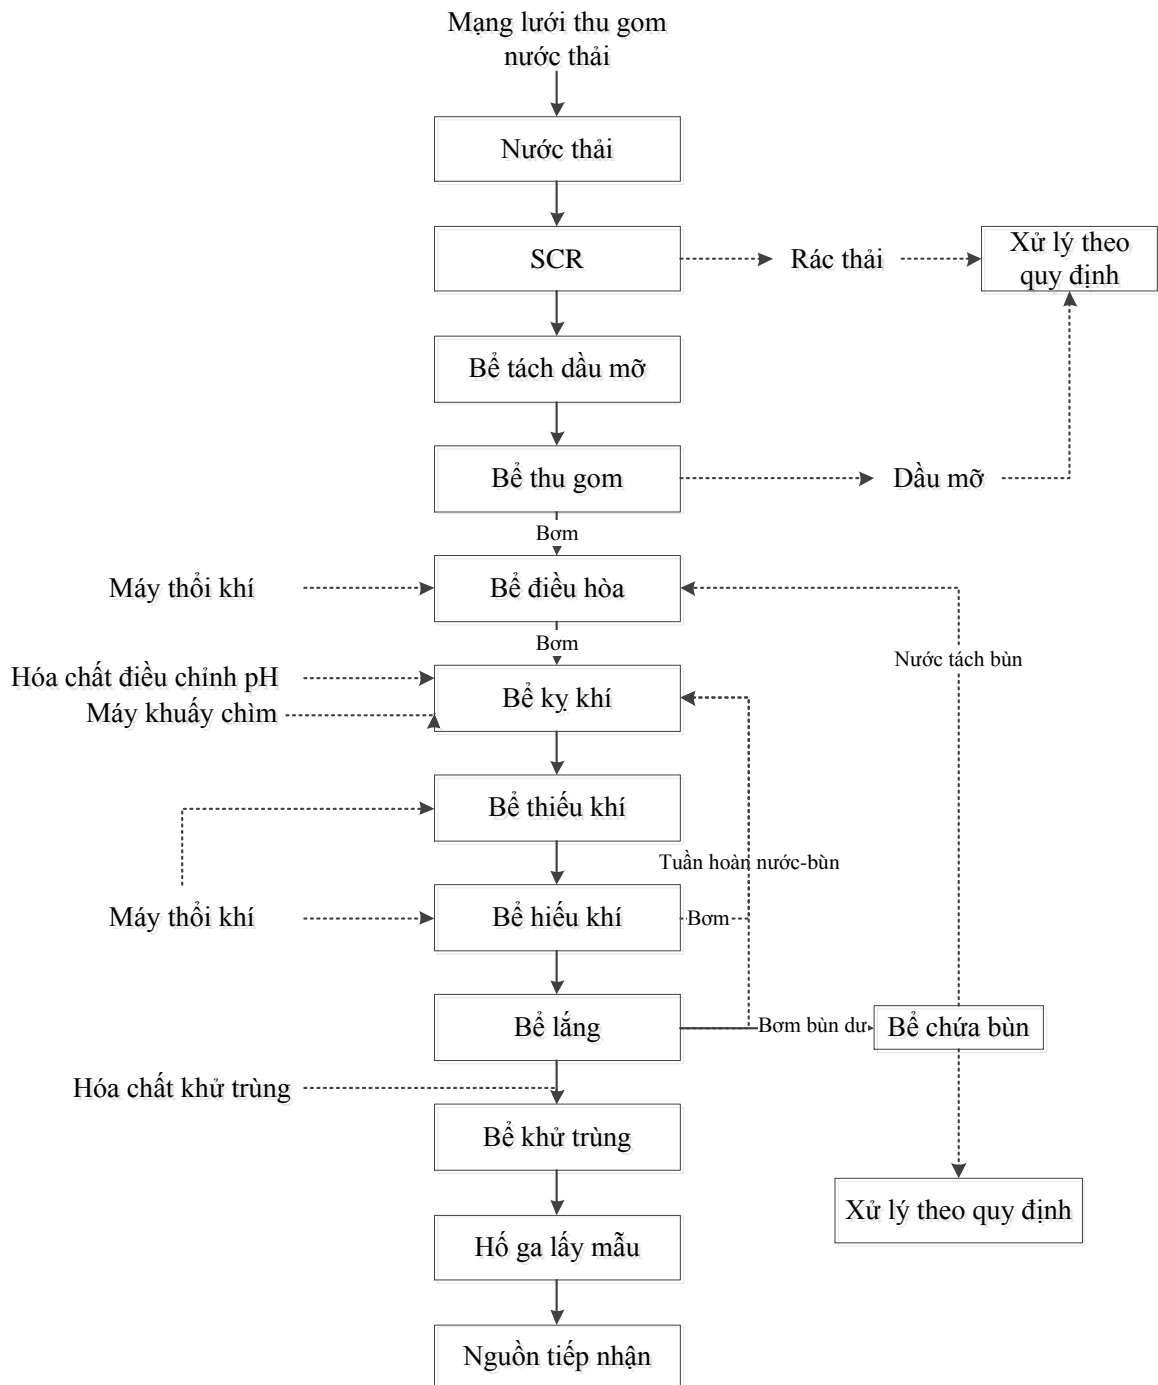 Mạng lưới thu gom
nước thải
Nước thải
SCR
Rác thải
Xử lý theo
quy định
Bể tách dầu mỡ
Bể thu gom
Dầu mỡ
Bơm
Máy thổi khí
Bể điều hòa
Bơm
Nước tách bùn
Hóa chất điều chỉnh pH
Máy khuấy chìm
Bể kỵ khí
Bể thiếu khí
Tuần hoàn nước-bùn
Máy thổi khí
Bể hiếu khí
Bơm
Bể lắng
Bơm bùn dư
Bể chứa bùn
Hóa chất khử trùng
Bể khử trùng
Xử lý theo quy định
Hố ga lấy mẫu
Nguồn tiếp nhận